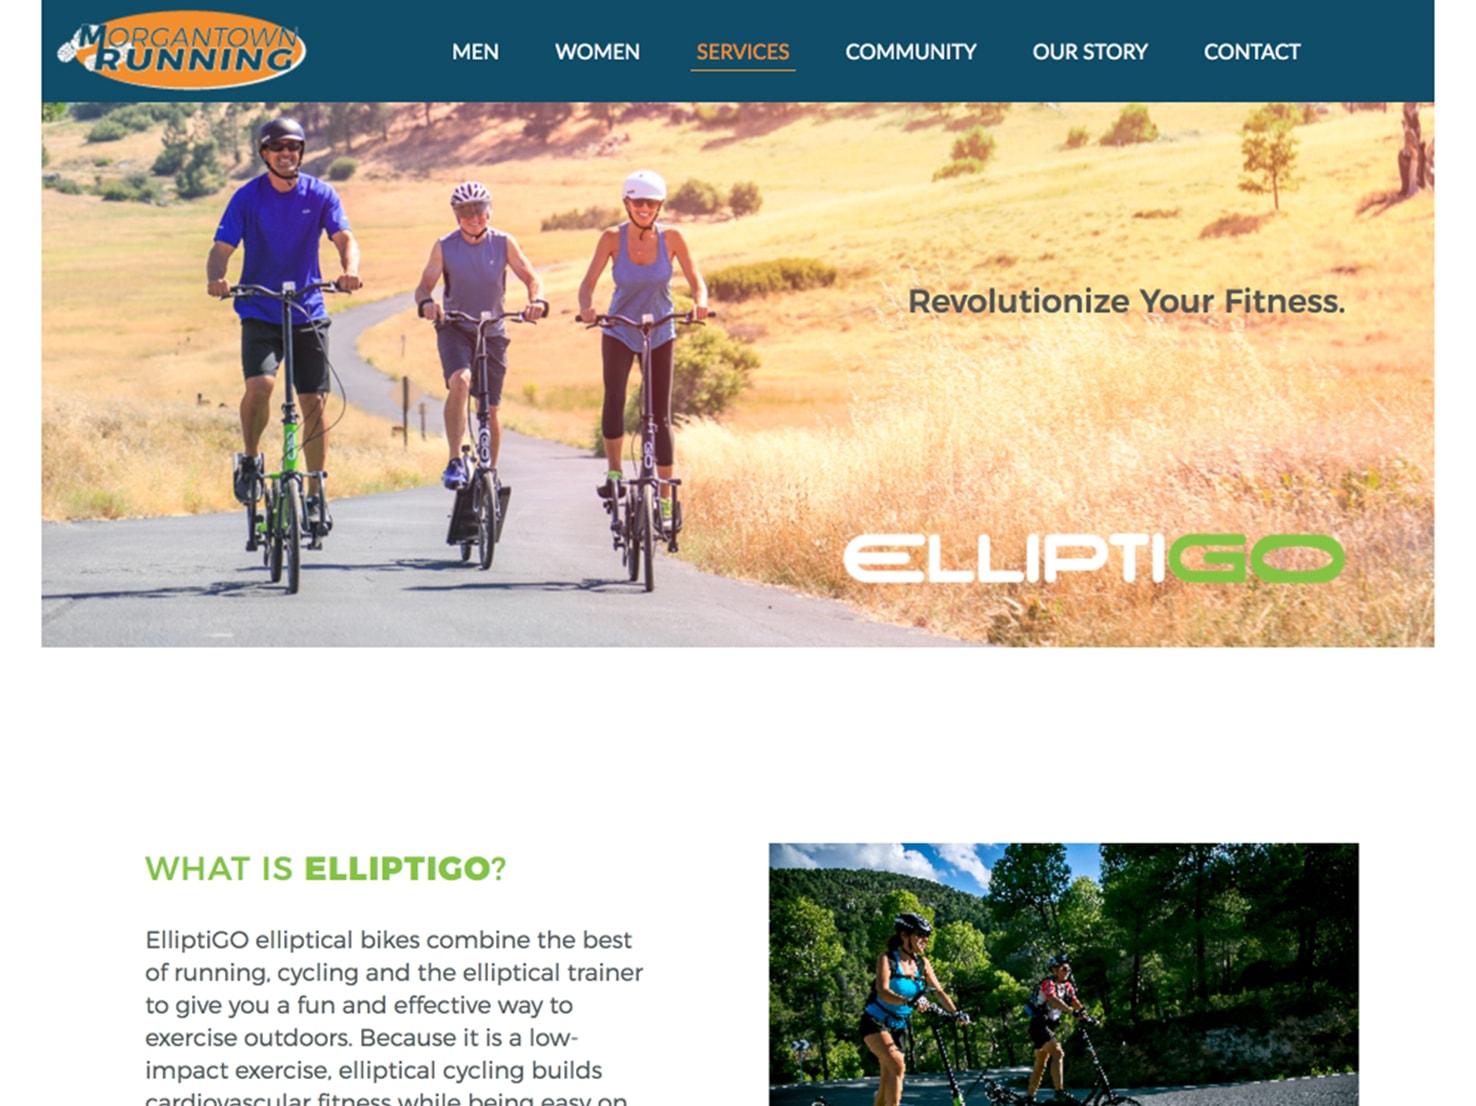 MORGANTOWN
RUNNING
MEN
WOMEN
SERVICES
COMMUNITY
OUR STORY
CONTACT
Revolutionize Your Fitness.
ELLIPTIGO
WHAT IS ELLIPTIGO?
ElliptiGO elliptical bikes combine the best
of running, cycling and the elliptical trainer
to give you a fun and effective way to
exercise outdoors. Because it is a low-
impact exercise, elliptical cycling builds
cardiovascular fitness while being easy on